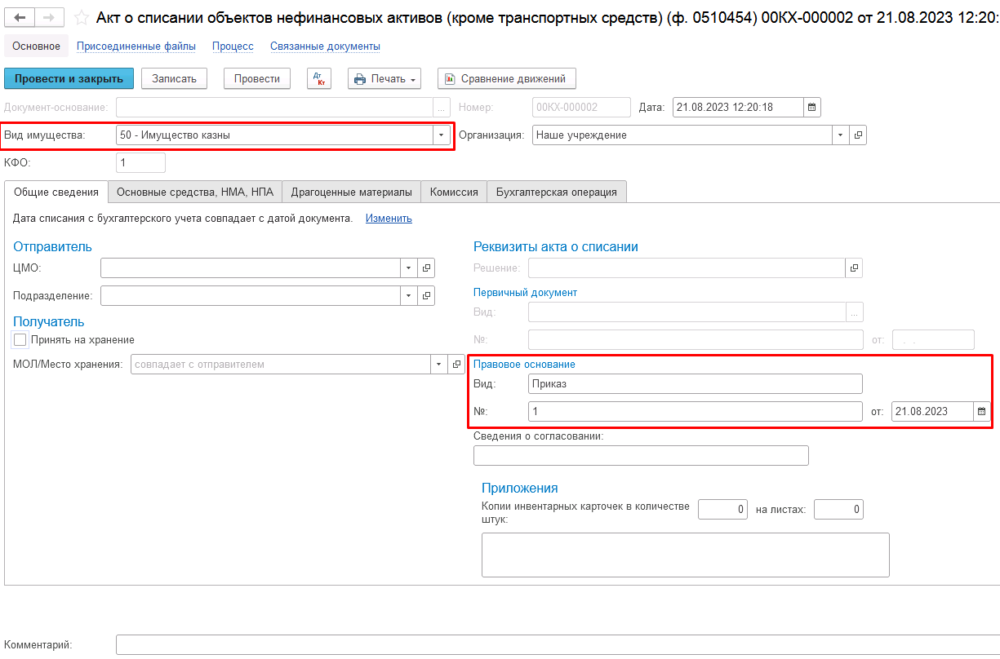 Акт о списании объектов нефинансовых активов (кроме транспортных средств) (ф. 0510454) 00КХ-000002 от 21.08.2023 12:20:
Основное Присоединенные файлы Процесс Связанные документы
Провести и закрыть Записать Провести Дт Кт Печать Сравнение движений
Документ-основание: ... Номер: 00КХ-000002 Дата: 21.08.2023 12:20:18
Вид имущества: 50 - Имущество казны Организация: Наше учреждение
КФО: 1
Общие сведения Основные средства, НМА, НПА Драгоценные материалы Комиссия Бухгалтерская операция
Дата списания с бухгалтерского учета совпадает с датой документа. Изменить
Отправитель Реквизиты акта о списании
ЦМО: Решение:
Подразделение: Первичный документ
Вид: ...
Получатель
Принять на хранение №: от: . .
МОЛ/Место хранения: совпадает с отправителем Правовое основание
Вид: Приказ
№: 1 от: 21.08.2023
Сведения о согласовании:
Приложения
Копии инвентарных карточек в количестве
штук: 0 на листах: 0
Комментарий: